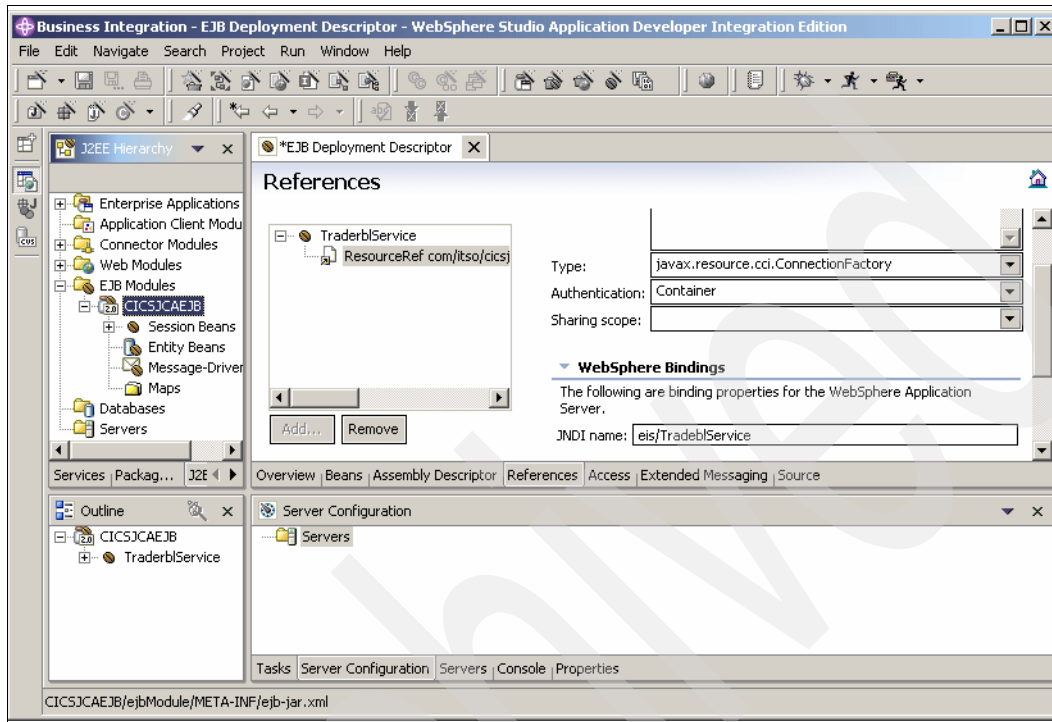 Business Integration - EJB Deployment Descriptor - WebSphere Studio Application Developer Integration Edition
File Edit Navigate Search Project Run Window Help
J2EE Hierarchy
Enterprise Applications
Application Client Modu
Connector Modules
Web Modules
EJB Modules
2.0 CICSJCAEJB
Session Beans
Entity Beans
Message-Driver
Maps
Databases
Servers
Services Packag... J2E
*EJB Deployment Descriptor
References
TraderblService
ResourceRef com/itso/cicsj
Add... Remove
Type: javax.resource.cci.ConnectionFactory
Authentication: Container
Sharing scope:
WebSphere Bindings
The following are binding properties for the WebSphere Application
Server.
JNDI name: eis/TradeblService
Overview Beans Assembly Descriptor References Access Extended Messaging Source
Outline
2.0 CICSJCAEJB
TraderblService
Server Configuration
Servers
Tasks Server Configuration Servers Console Properties
CICSJCAEJB/ejbModule/META-INF/ejb-jar.xml